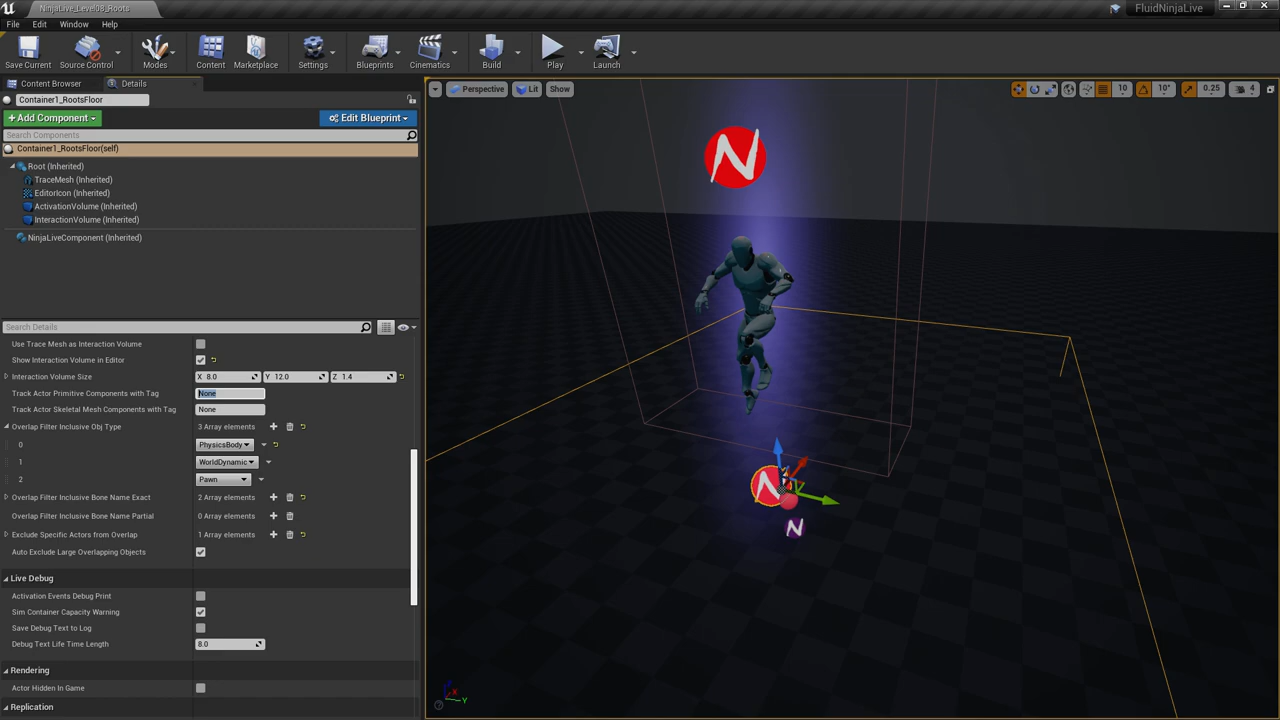 NinjaLive_Level08_Roots
FluidNinjaLive
File Edit Window Help
Save Current Source Control Modes Content Marketplace Settings Blueprints Cinematics Build Play Launch
Content Browser Details
Container1_RootsFloor
+Add Component Edit Blueprint
Search Components
Container1_RootsFloor(self)
Root (Inherited)
TraceMesh (Inherited)
EditorIcon (Inherited)
ActivationVolume (Inherited)
InteractionVolume (Inherited)
NinjaLiveComponent (Inherited)
Search Details
Use Trace Mesh as Interaction Volume
Show Interaction Volume in Editor
Interaction Volume Size X 8.0 Y 12.0 Z 1.4
Track Actor Primitive Components with Tag None
Track Actor Skeletal Mesh Components with Tag None
Overlap Filter Inclusive Obj Type 3 Array elements
0 PhysicsBody
1 WorldDynamic
2 Pawn
Overlap Filter Inclusive Bone Name Exact 2 Array elements
Overlap Filter Inclusive Bone Name Partial 0 Array elements
Exclude Specific Actors from Overlap 1 Array elements
Auto Exclude Large Overlapping Objects
Live Debug
Activation Events Debug Print
Sim Container Capacity Warning
Save Debug Text to Log
Debug Text Life Time Length 8.0
Rendering
Actor Hidden In Game
Replication
Perspective Lit Show 10 10° 0.25 4
N
N
N
X
Y